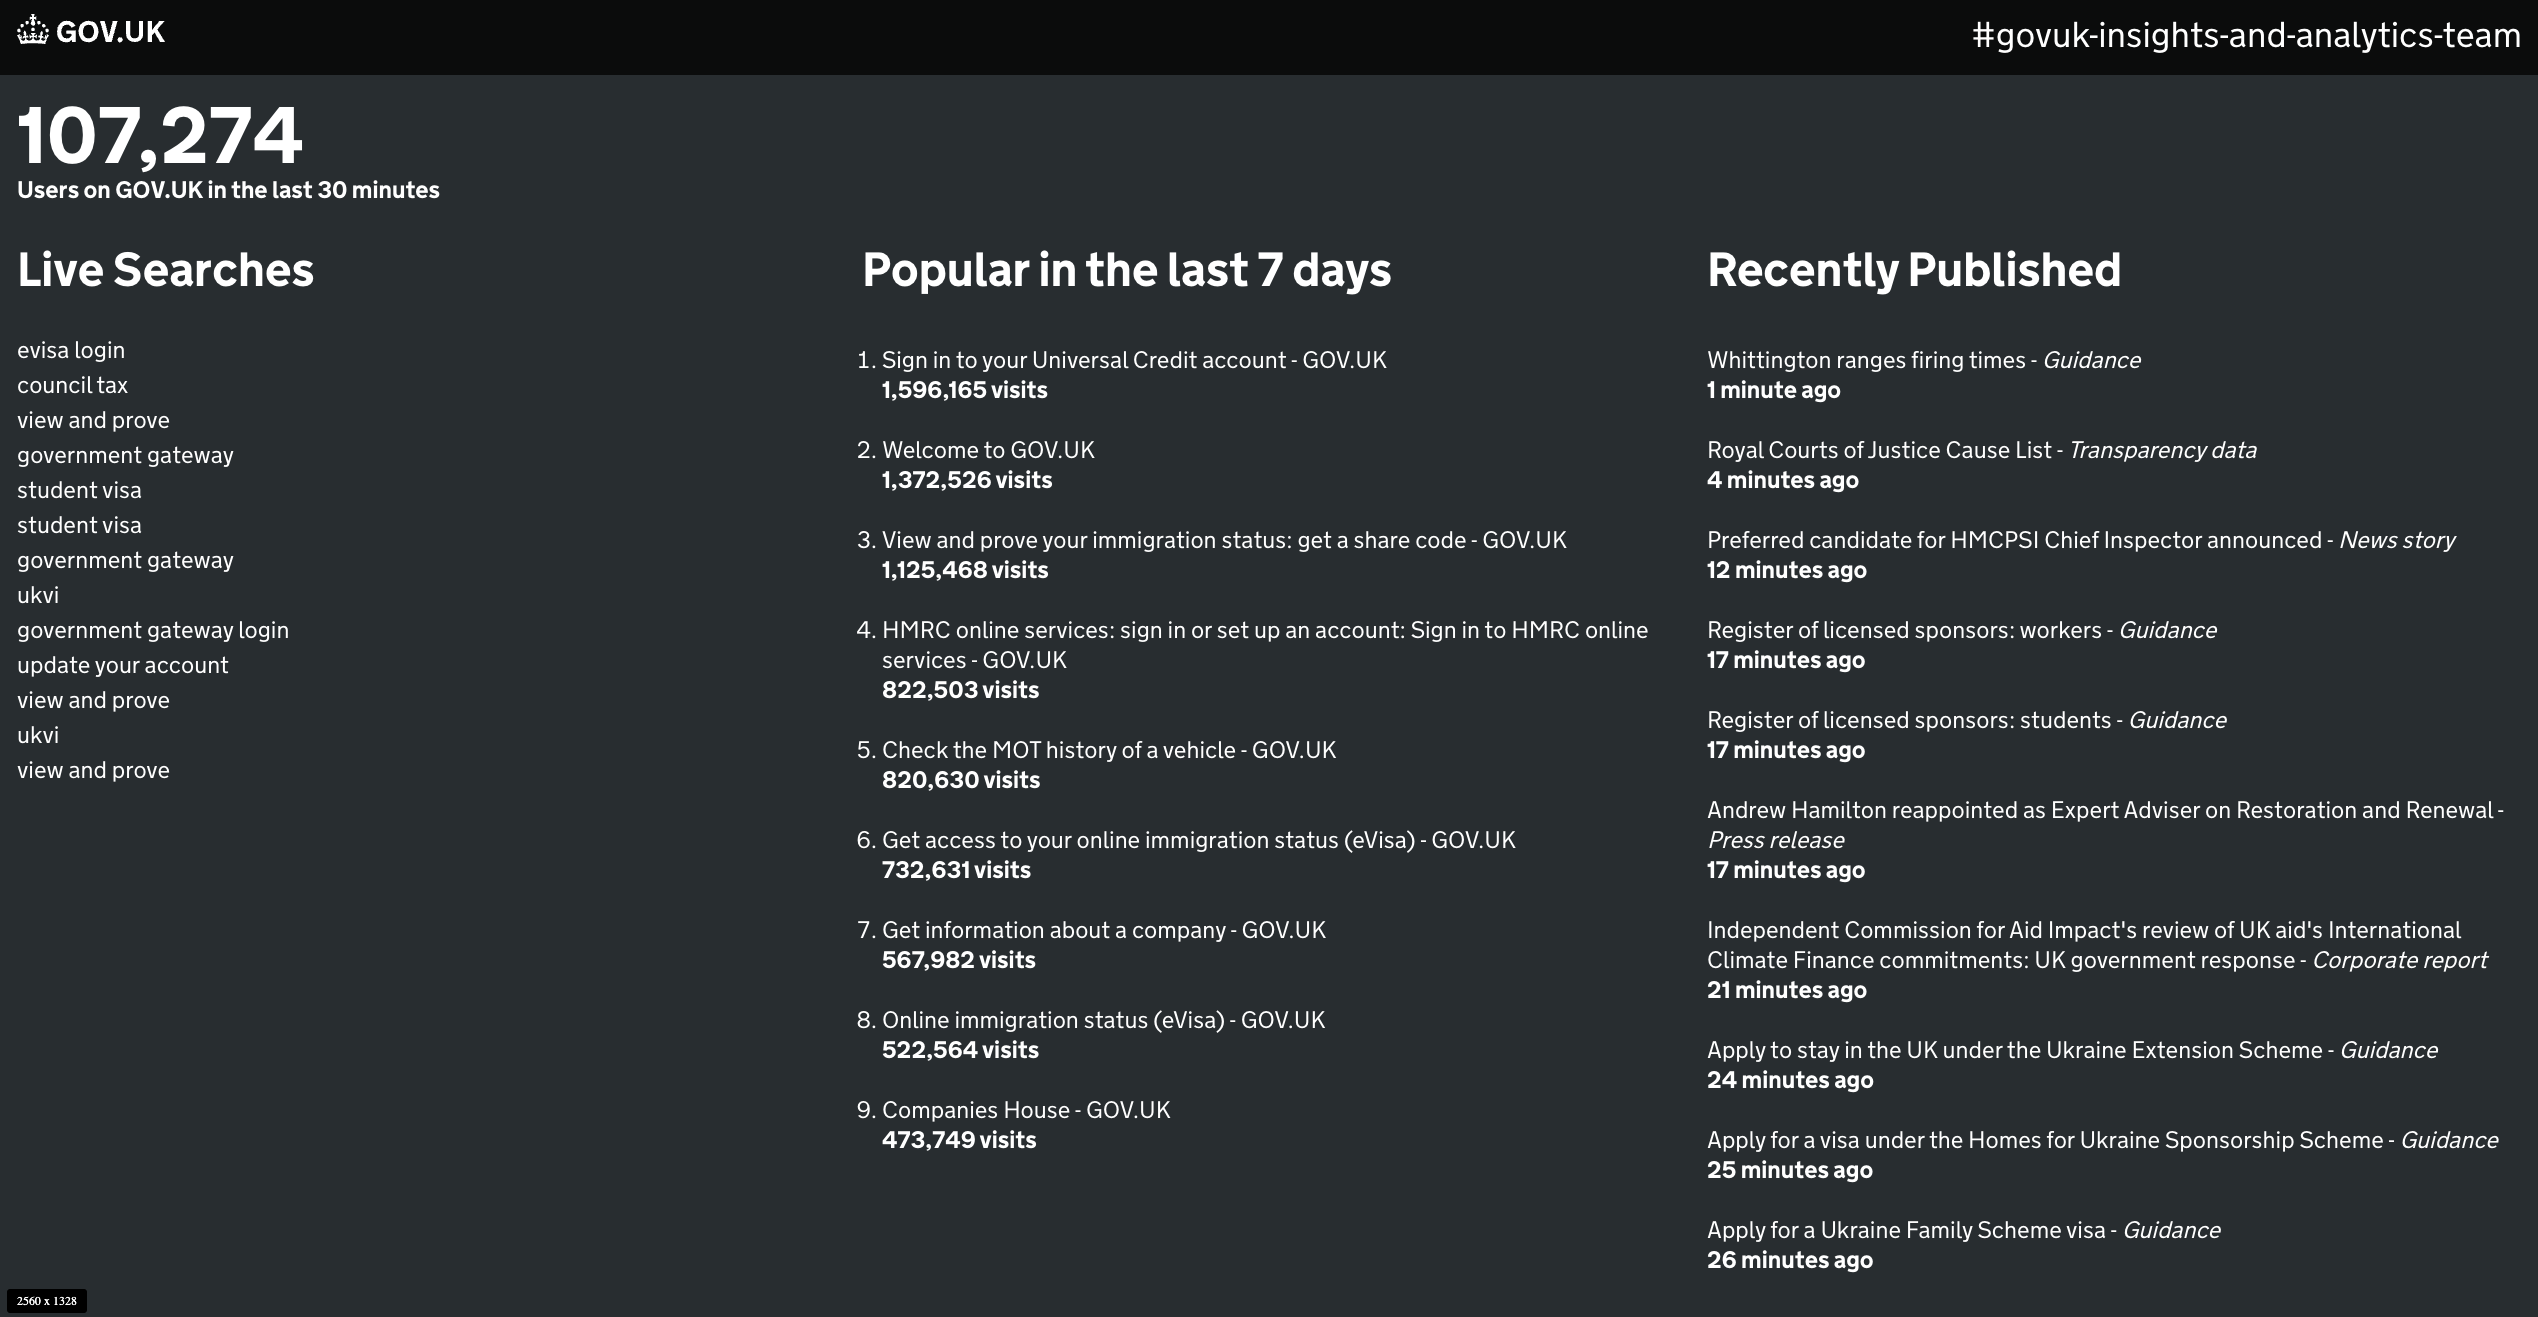 GOV.UK
#govuk-insights-and-analytics-team
107,274
Users on GOV.UK in the last 30 minutes
Live Searches
evisa login
council tax
view and prove
government gateway
student visa
student visa
government gateway
ukvi
government gateway login
update your account
view and prove
ukvi
view and prove
Popular in the last 7 days
1. Sign in to your Universal Credit account - GOV.UK
1,596,165 visits
2. Welcome to GOV.UK
1,372,526 visits
3. View and prove your immigration status: get a share code - GOV.UK
1,125,468 visits
4. HMRC online services: sign in or set up an account: Sign in to HMRC online
services - GOV.UK
822,503 visits
5. Check the MOT history of a vehicle - GOV.UK
820,630 visits
6. Get access to your online immigration status (eVisa) - GOV.UK
732,631 visits
7. Get information about a company - GOV.UK
567,982 visits
8. Online immigration status (eVisa) - GOV.UK
522,564 visits
9. Companies House - GOV.UK
473,749 visits
Recently Published
Whittington ranges firing times - Guidance
1 minute ago
Royal Courts of Justice Cause List - Transparency data
4 minutes ago
Preferred candidate for HMCPSI Chief Inspector announced - News story
12 minutes ago
Register of licensed sponsors: workers - Guidance
17 minutes ago
Register of licensed sponsors: students - Guidance
17 minutes ago
Andrew Hamilton reappointed as Expert Adviser on Restoration and Renewal -
Press release
17 minutes ago
Independent Commission for Aid Impact's review of UK aid's International
Climate Finance commitments: UK government response - Corporate report
21 minutes ago
Apply to stay in the UK under the Ukraine Extension Scheme - Guidance
24 minutes ago
Apply for a visa under the Homes for Ukraine Sponsorship Scheme - Guidance
25 minutes ago
Apply for a Ukraine Family Scheme visa - Guidance
26 minutes ago
2560 x 1328